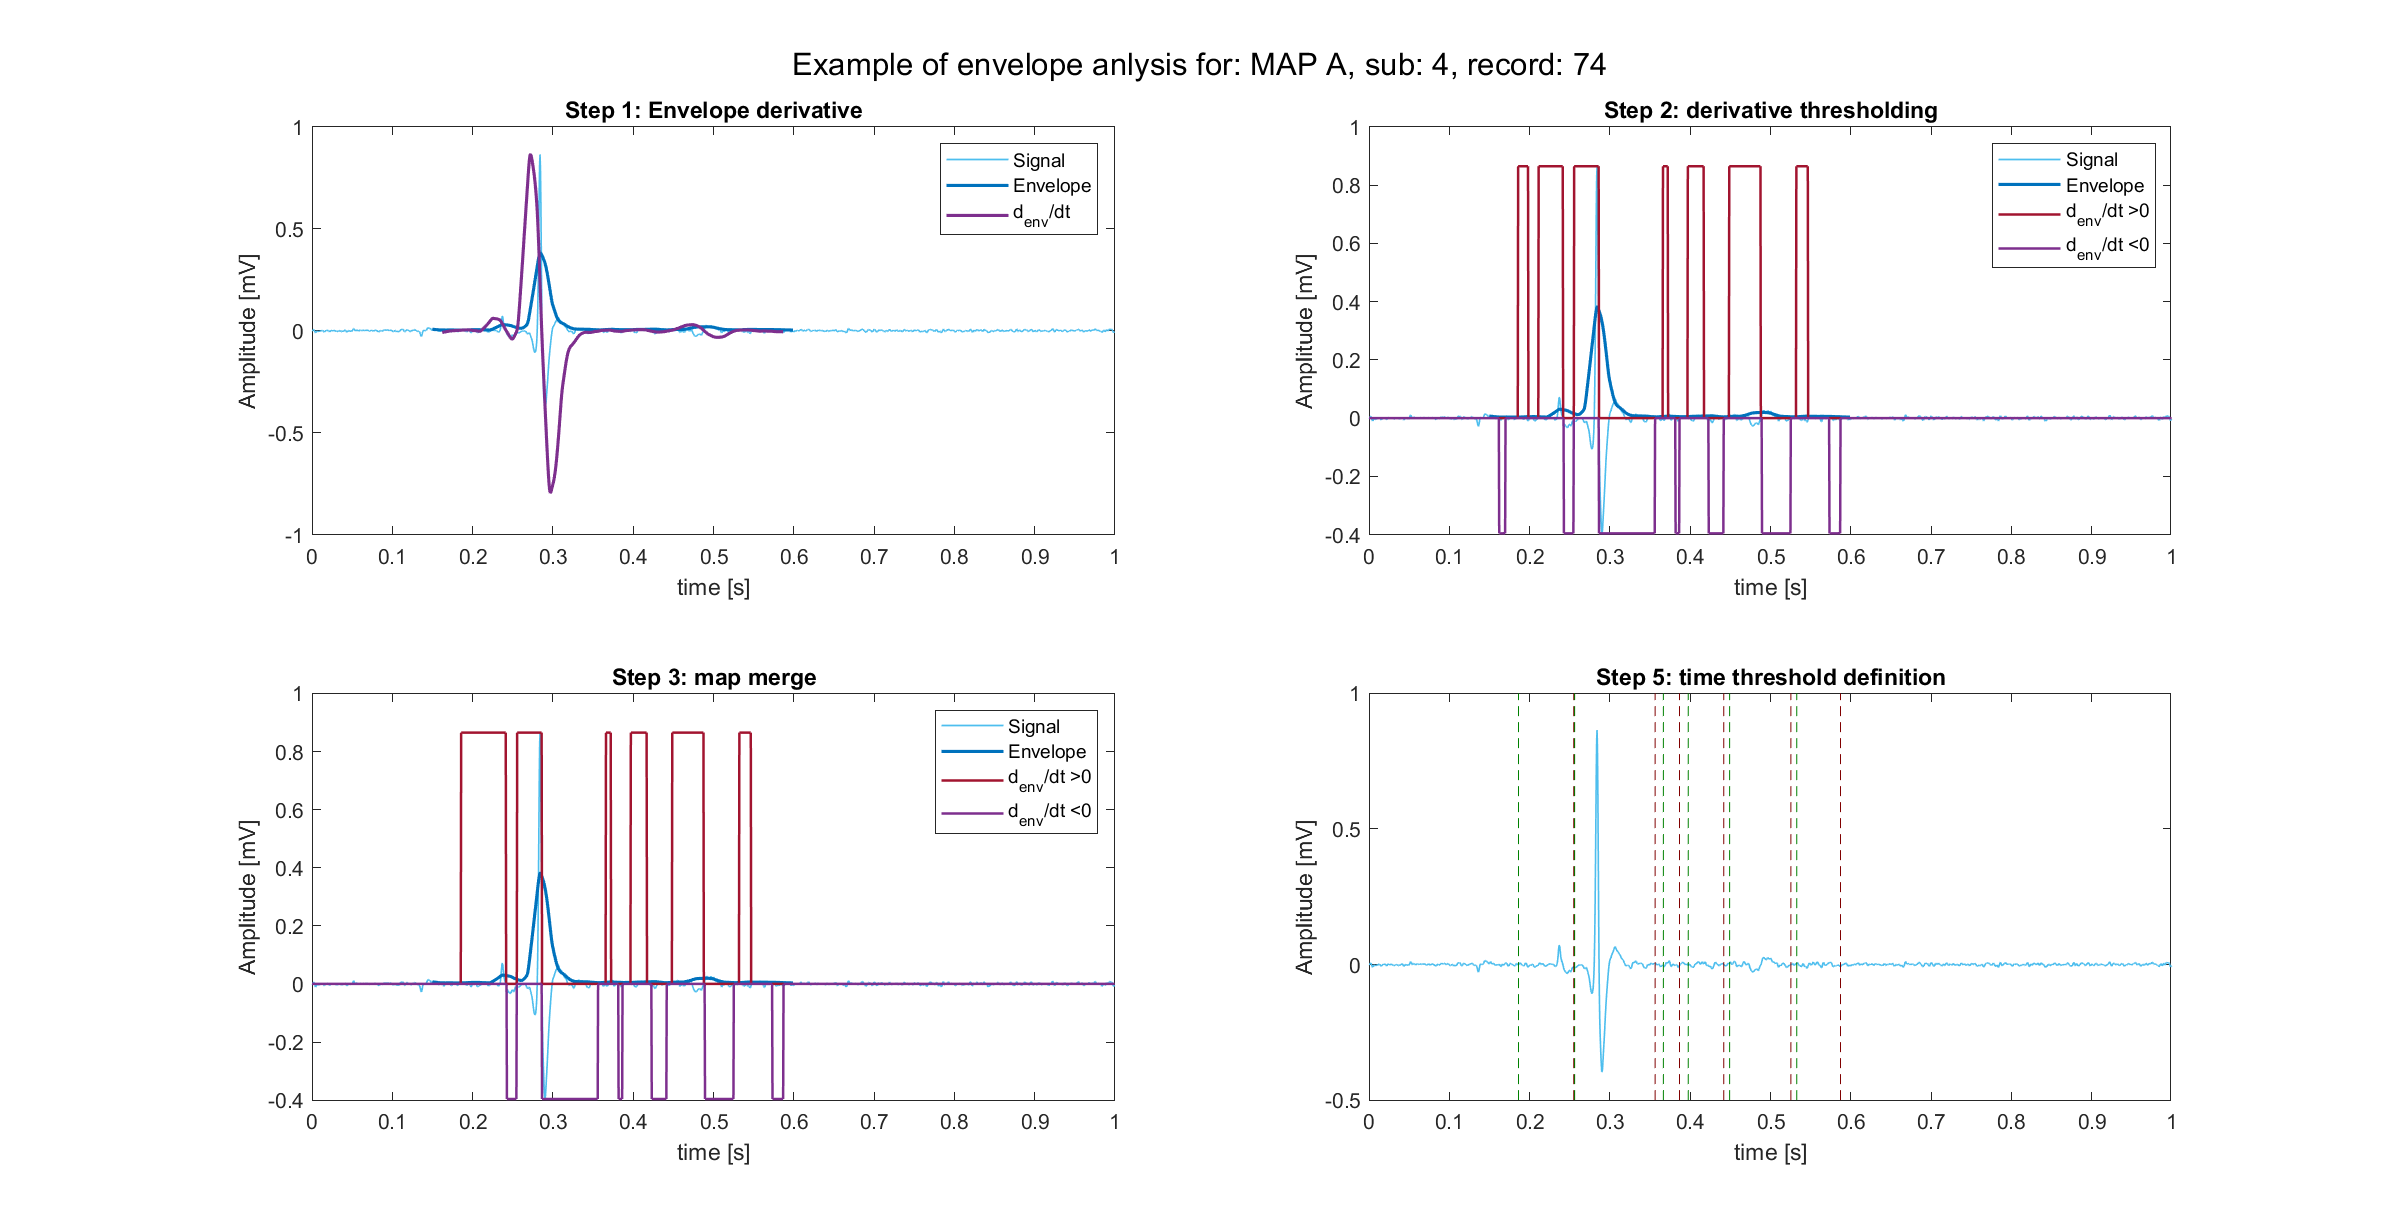 Example of envelope anlysis for: MAP A, sub: 4, record: 74
Step 1: Envelope derivative
1
0.5
0
-0.5
-1
Amplitude [mV]
0 0.1 0.2 0.3 0.4 0.5 0.6 0.7 0.8 0.9 1
time [s]
Signal
Envelope
d_env/dt
Step 2: derivative thresholding
1
0.8
0.6
0.4
0.2
0
-0.2
-0.4
Amplitude [mV]
0 0.1 0.2 0.3 0.4 0.5 0.6 0.7 0.8 0.9 1
time [s]
Signal
Envelope
d_env/dt >0
d_env/dt <0
Step 3: map merge
1
0.8
0.6
0.4
0.2
0
-0.2
-0.4
Amplitude [mV]
0 0.1 0.2 0.3 0.4 0.5 0.6 0.7 0.8 0.9 1
time [s]
Signal
Envelope
d_env/dt >0
d_env/dt <0
Step 5: time threshold definition
1
0.5
0
-0.5
Amplitude [mV]
0 0.1 0.2 0.3 0.4 0.5 0.6 0.7 0.8 0.9 1
time [s]